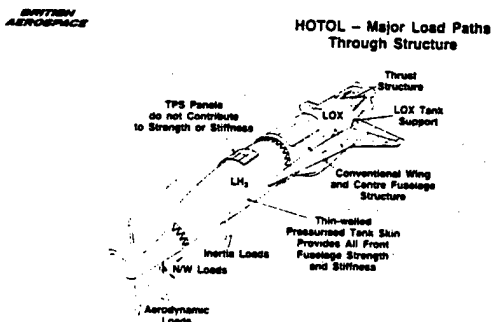 BRITISH
AEROSPACE
HOTOL – Major Load Paths
Through Structure
Thrust
Structure
TPS Panels
do not Contribute
to Strength or Stiffness
LOX
LOX Tank
Support
Conventional Wing
and Centre Fuselage
Structure
LH₂
Thin-walled
Pressurised Tank Skin
Provides All Front
Fuselage Strength
and Stiffness
Inertia Loads
N/W Loads
Aerodynamic
Loads